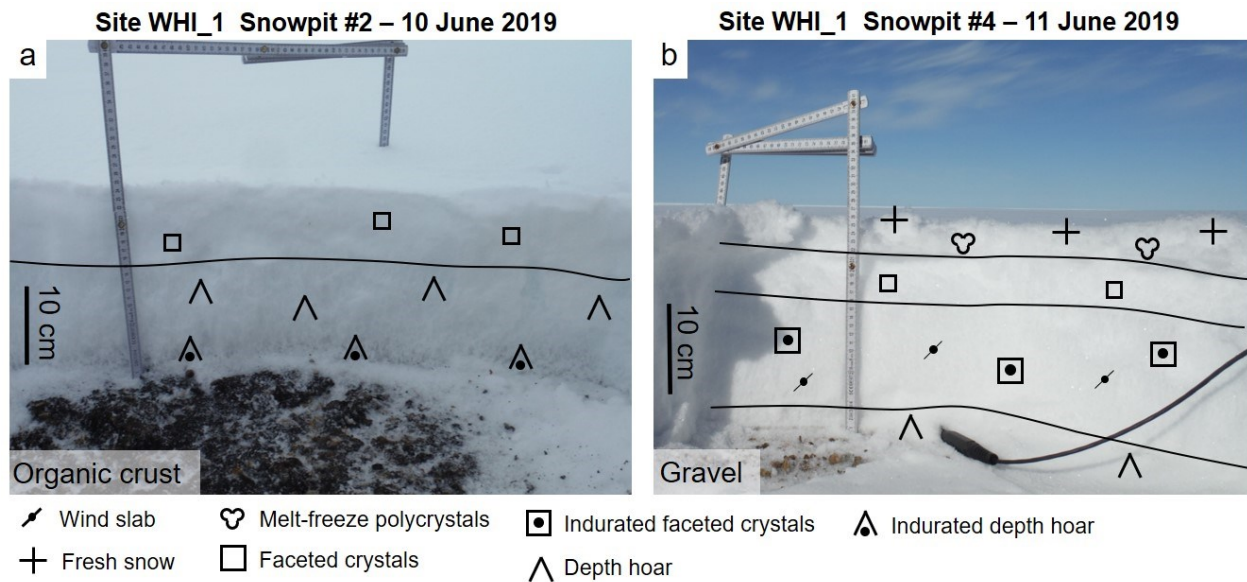 Site WHI_1 Snowpit #2 – 10 June 2019
Site WHI_1 Snowpit #4 – 11 June 2019
a
b
10 cm
10 cm
Organic crust
Gravel
Wind slab
Melt-freeze polycrystals
Indurated faceted crystals
Indurated depth hoar
Fresh snow
Faceted crystals
Depth hoar